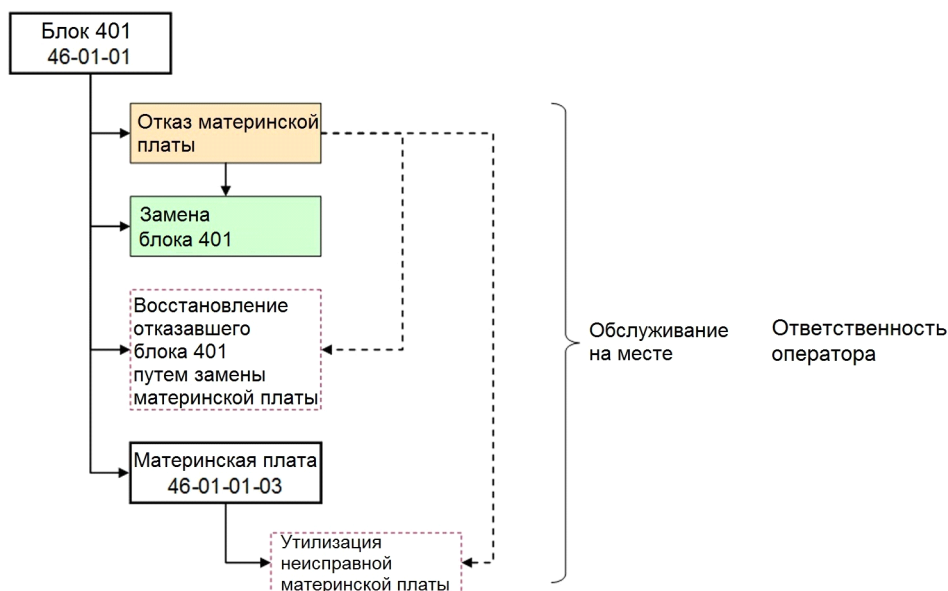 Блок 401
46-01-01
Отказ материнской
платы
Замена
блока 401
Восстановление
отказавшего
блока 401
путем замены
материнской платы
Обслуживание
на месте
Ответственность
оператора
Материнская плата
46-01-01-03
Утилизация
неисправной
материнской платы